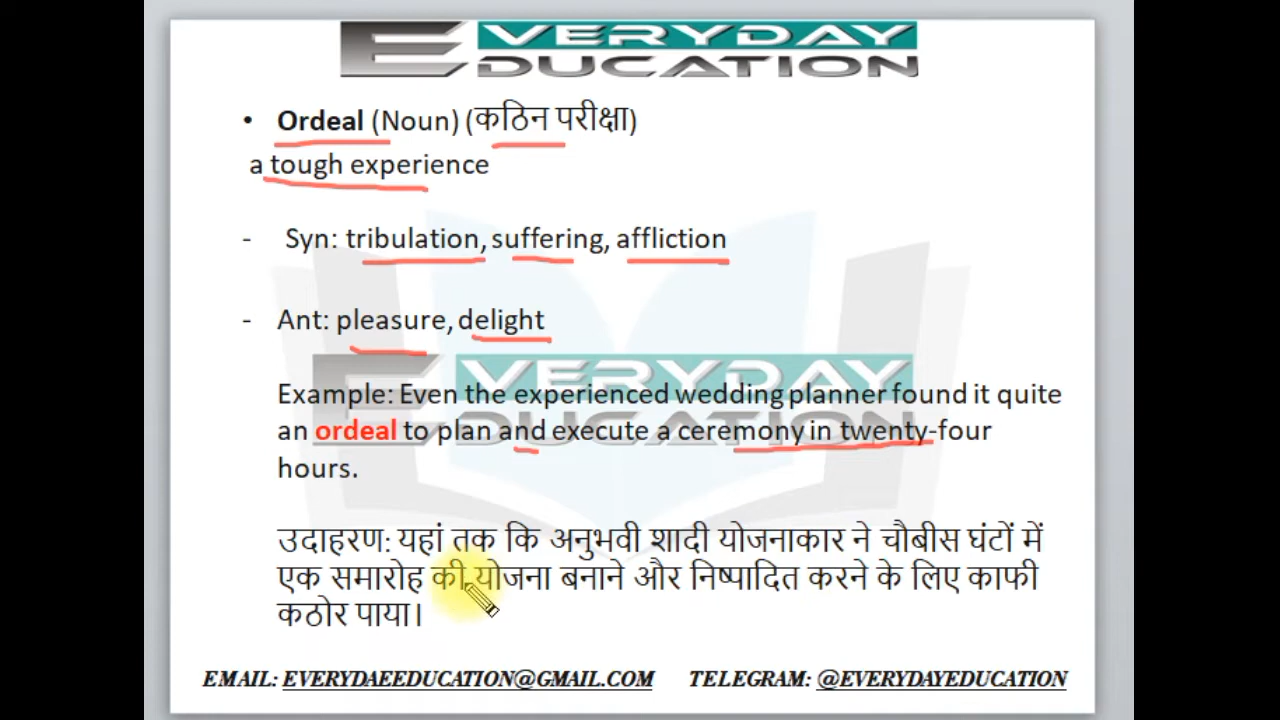 EVERYDAY
EDUCATION
• Ordeal (Noun) (कठिन परीक्षा)
a tough experience
- Syn: tribulation, suffering, affliction
- Ant: pleasure, delight
EVERYDAY
EDUCATION
Example: Even the experienced wedding planner found it quite
an ordeal to plan and execute a ceremony in twenty-four
hours.
उदाहरण: यहां तक कि अनुभवी शादी योजनाकार ने चौबीस घंटों में
एक समारोह की योजना बनाने और निष्पादित करने के लिए काफी
कठोर पाया।
EMAIL: EVERYDAEEDUCATION@GMAIL.COM TELEGRAM: @EVERYDAYEDUCATION